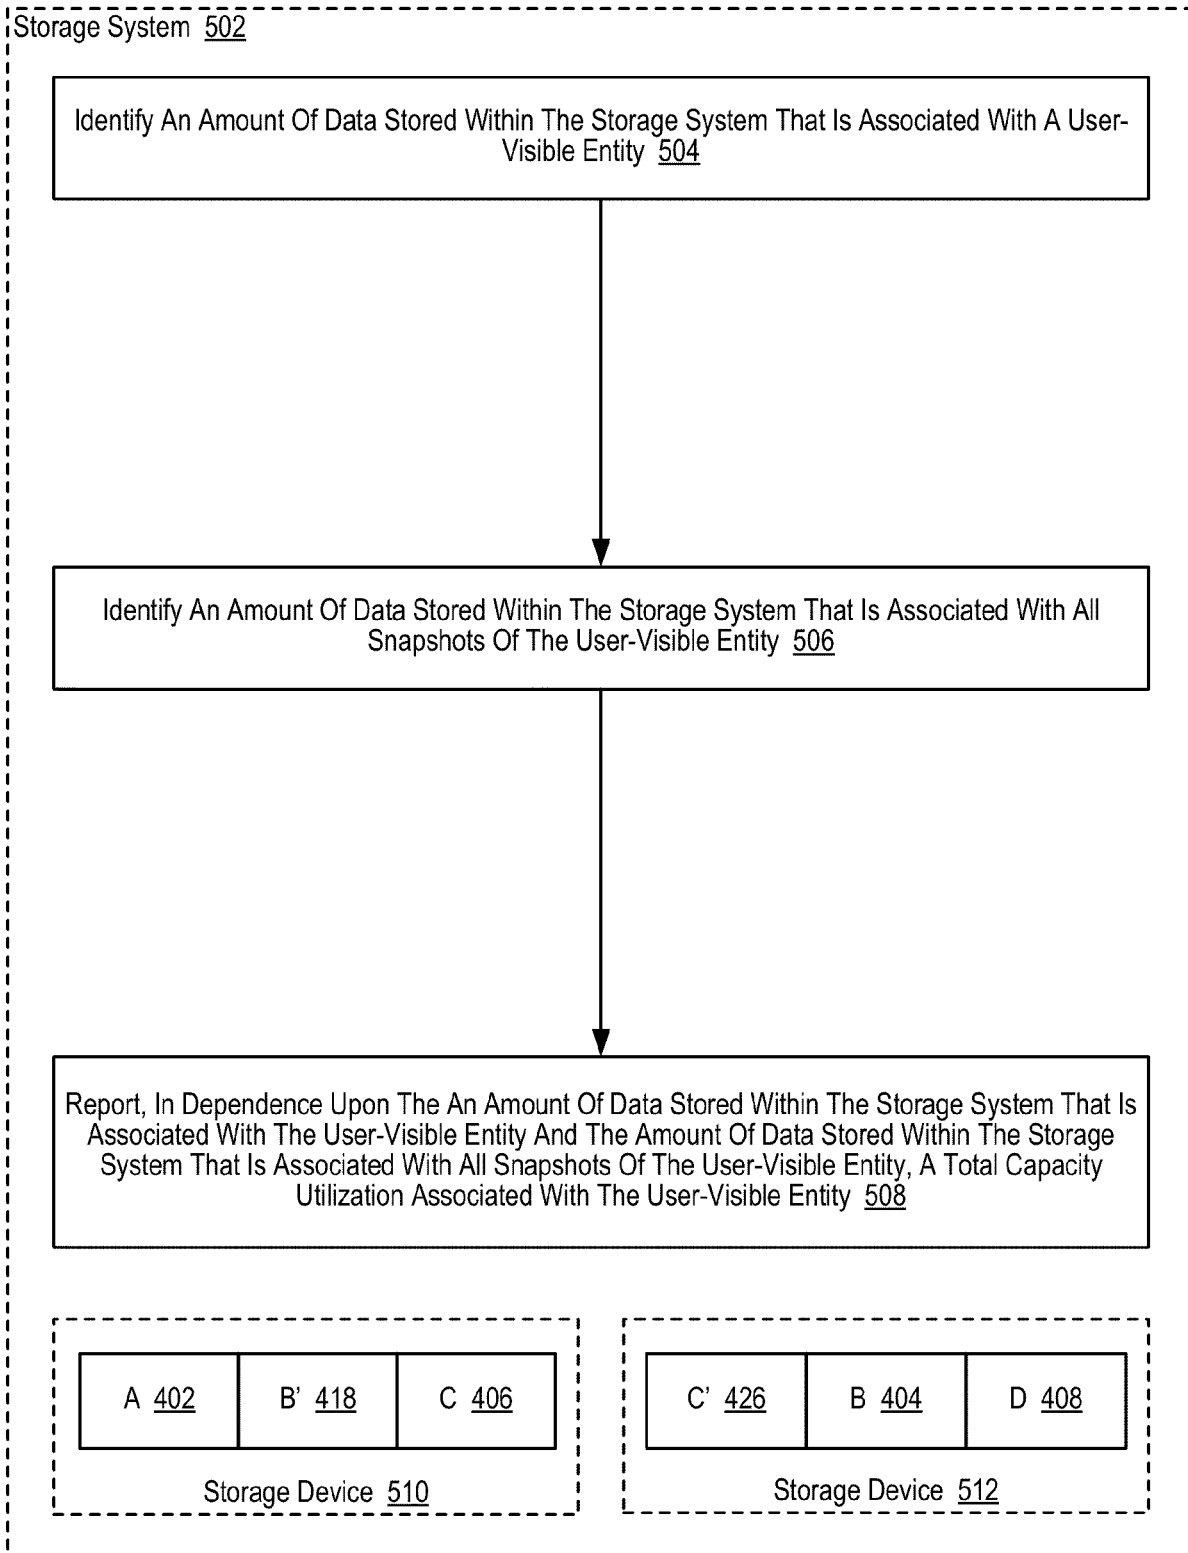 Storage System 502
Identify An Amount Of Data Stored Within The Storage System That Is Associated With A User-
Visible Entity 504
Identify An Amount Of Data Stored Within The Storage System That Is Associated With All
Snapshots Of The User-Visible Entity 506
Report, In Dependence Upon The An Amount Of Data Stored Within The Storage System That Is
Associated With The User-Visible Entity And The Amount Of Data Stored Within The Storage
System That Is Associated With All Snapshots Of The User-Visible Entity, A Total Capacity
Utilization Associated With The User-Visible Entity 508
A 402 B’ 418 C 406
Storage Device 510
C’ 426 B 404 D 408
Storage Device 512